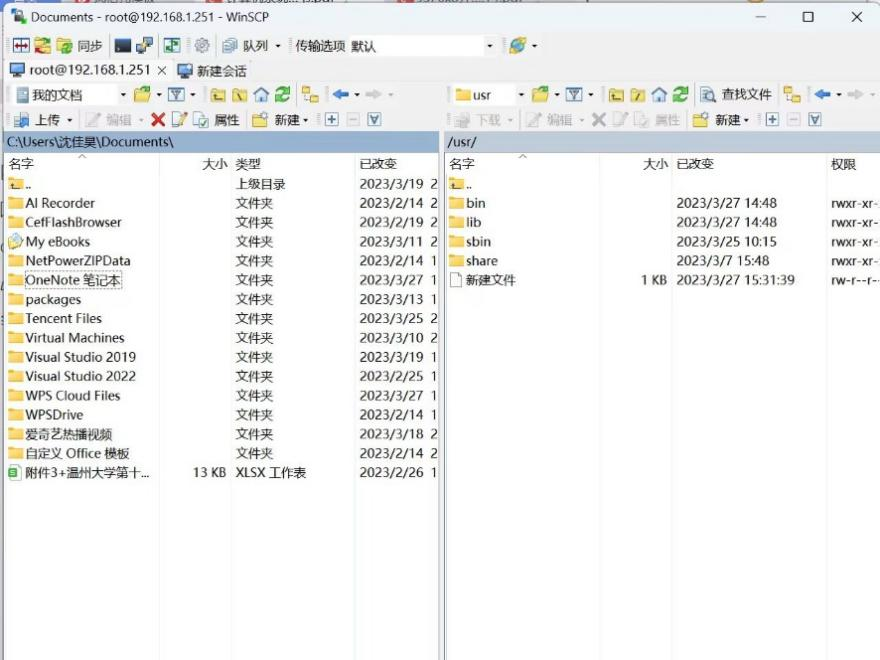 Documents - root@192.168.1.251 - WinSCP
同步 队列 传输选项 默认
root@192.168.1.251 × 新建会话
我的文档
上传 编辑 属性 新建
C:\Users\沈佳昊\Documents\
名字 大小 类型 已改变
.. 上级目录 2023/3/19 2
AI Recorder 文件夹 2023/2/14 2
CefFlashBrowser 文件夹 2023/2/19 2
My eBooks 文件夹 2023/3/11 2
NetPowerZIPData 文件夹 2023/2/14 1
OneNote 笔记本 文件夹 2023/3/27 1
packages 文件夹 2023/3/13 1
Tencent Files 文件夹 2023/3/25 2
Virtual Machines 文件夹 2023/3/10 2
Visual Studio 2019 文件夹 2023/3/19 1
Visual Studio 2022 文件夹 2023/2/25 1
WPS Cloud Files 文件夹 2023/3/27 1
WPSDrive 文件夹 2023/2/14 1
爱奇艺热播视频 文件夹 2023/3/18 2
自定义 Office 模板 文件夹 2023/2/14 2
附件3+温州大学第十... 13 KB XLSX 工作表 2023/2/26 1
usr 查找文件
下载 编辑 属性 新建
/usr/
名字 大小 已改变 权限
..
bin 2023/3/27 14:48 rwxr-xr-
lib 2023/3/27 14:48 rwxr-xr-
sbin 2023/3/25 10:15 rwxr-xr-
share 2023/3/7 15:48 rwxr-xr-
新建文件 1 KB 2023/3/27 15:31:39 rw-r--r--